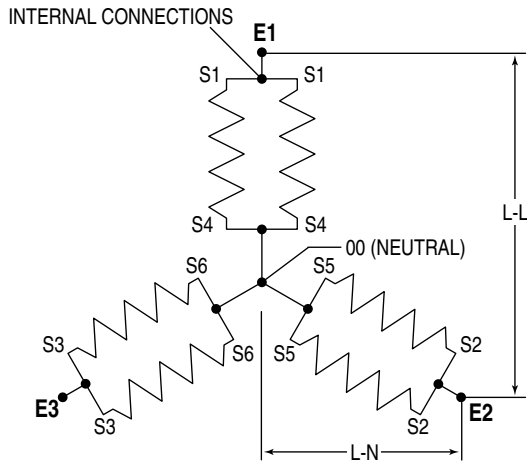 INTERNAL CONNECTIONS
E1
S1 S1
L-L
S4 S4
00 (NEUTRAL)
S6 S5
S3 S6 S5 S2
E3 S3 S2 E2
L-N